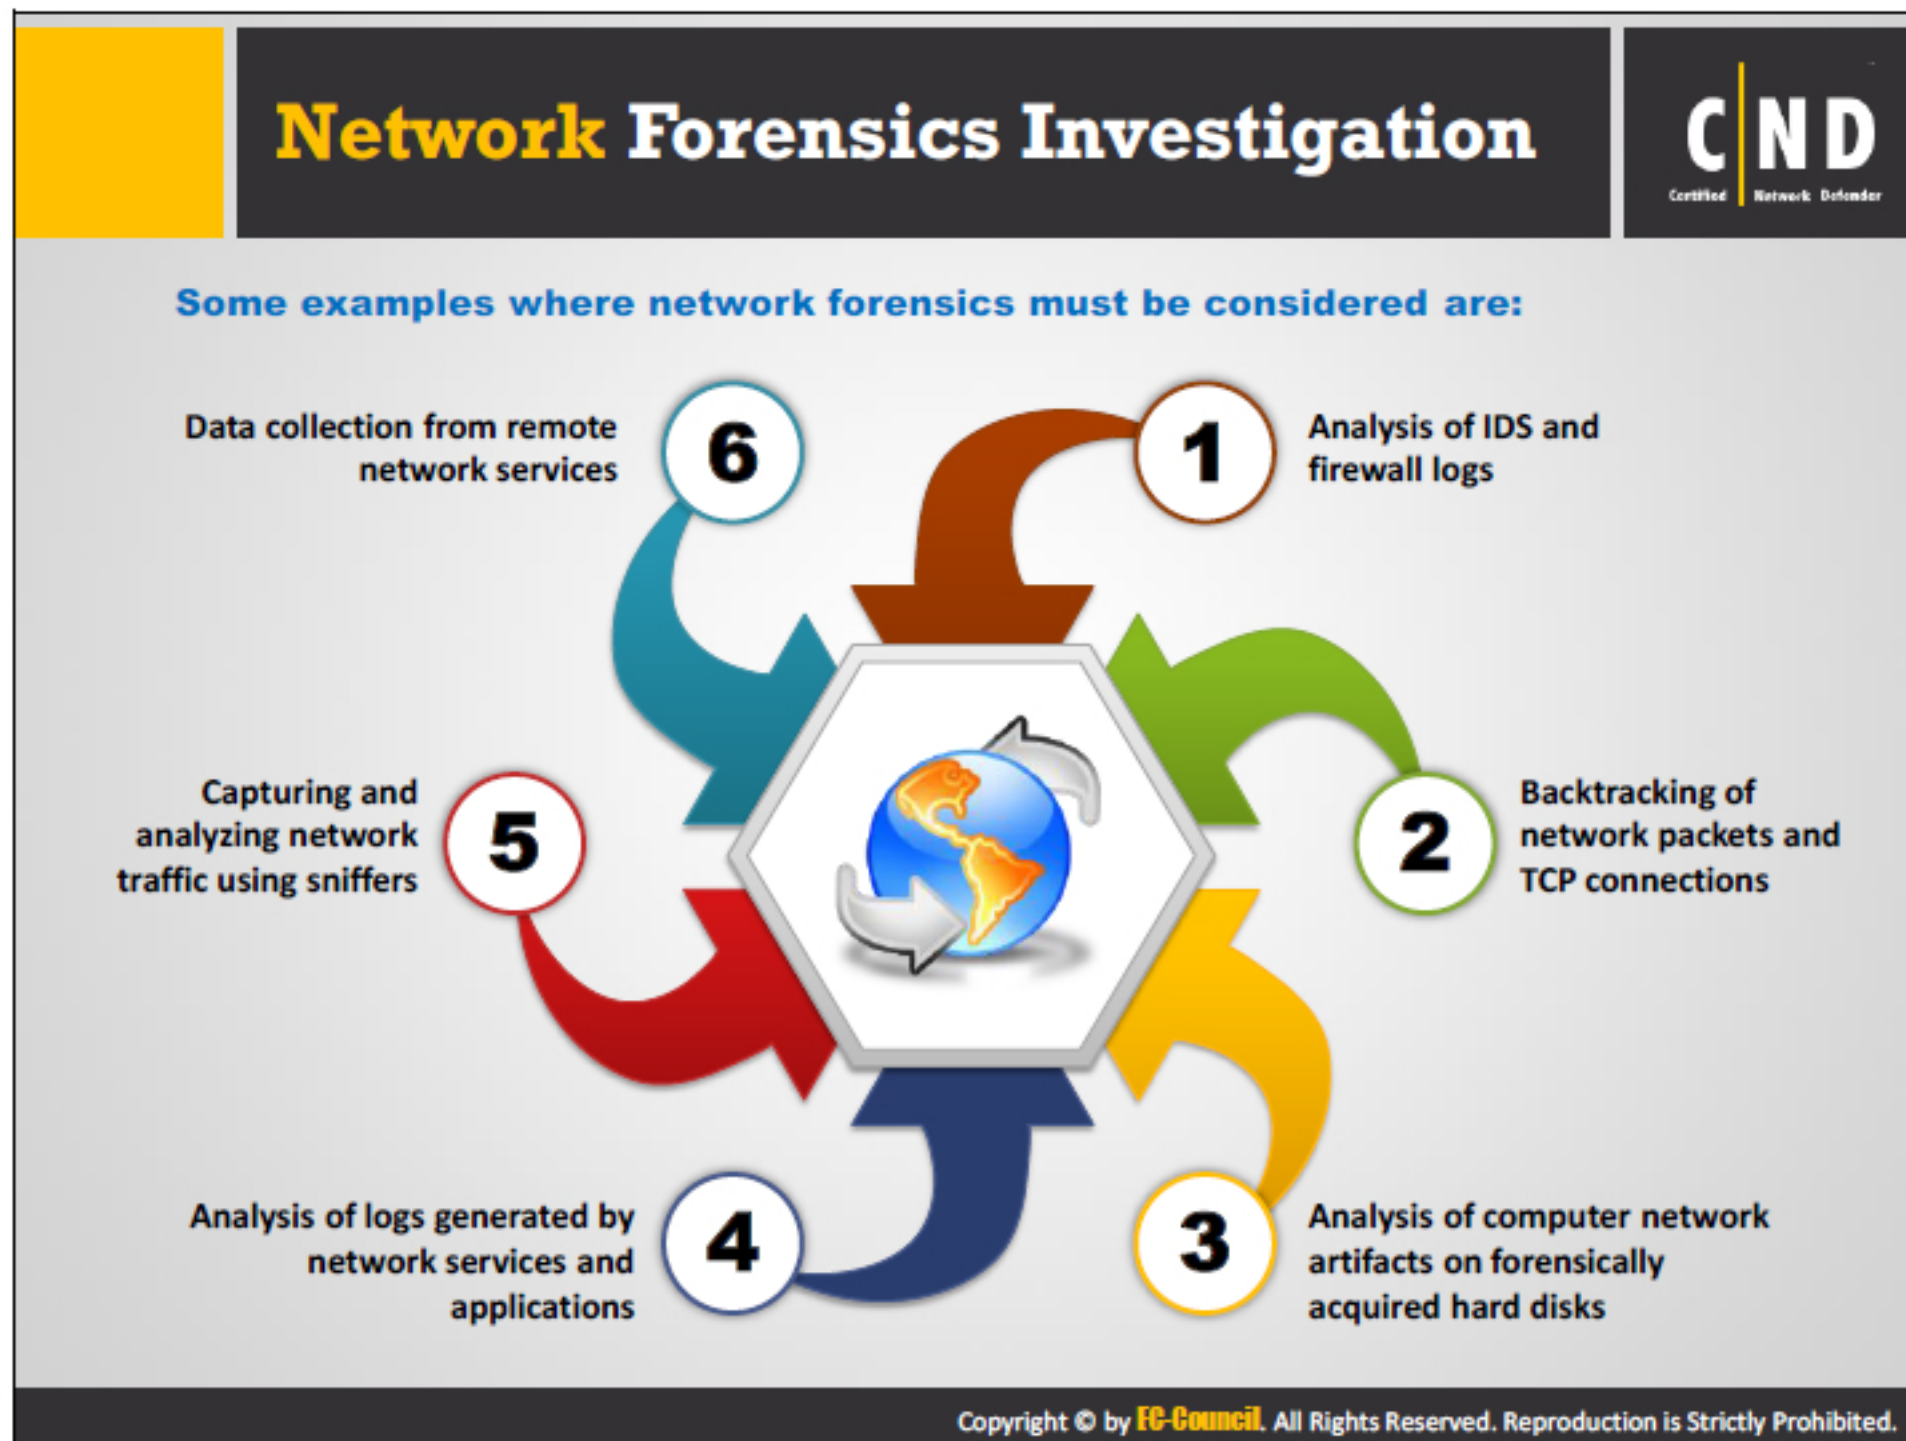 Network Forensics Investigation
C|ND
Certified Network Defender
Some examples where network forensics must be considered are:
1
Analysis of IDS and
firewall logs
2
Backtracking of
network packets and
TCP connections
3
Analysis of computer network
artifacts on forensically
acquired hard disks
4
Analysis of logs generated by
network services and
applications
5
Capturing and
analyzing network
traffic using sniffers
6
Data collection from remote
network services
Copyright © by EC-Council. All Rights Reserved. Reproduction is Strictly Prohibited.